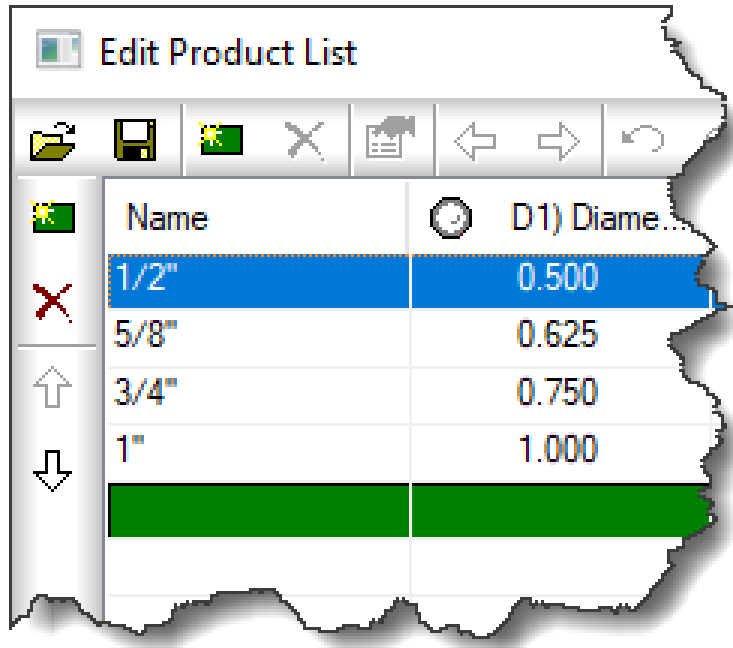 Edit Product List
Name D1) Diame...
1/2" 0.500
5/8" 0.625
3/4" 0.750
1" 1.000